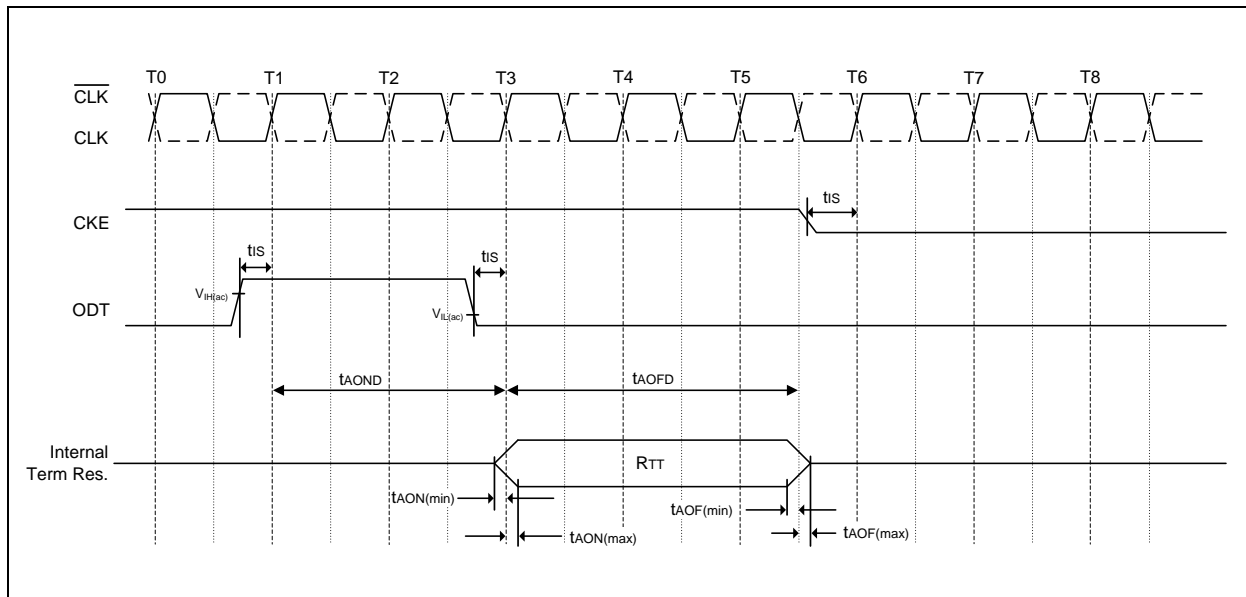 T0 T1 T2 T3 T4 T5 T6 T7 T8
CLK
CLK
tIS
CKE
tIS
tIS
VIH(ac)
ODT
VIL(ac)
tAOND
tAOFD
Internal
Term Res.
RTT
tAON(min)
tAOF(min)
tAON(max)
tAOF(max)